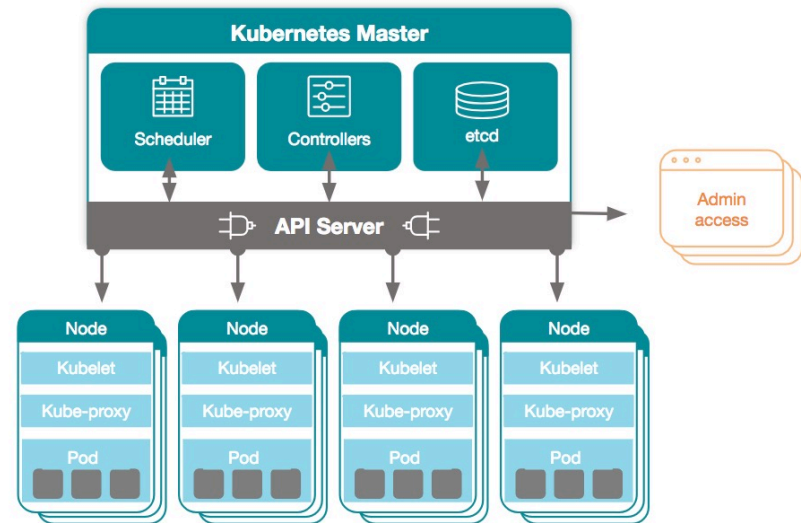 Kubernetes Master
Scheduler
Controllers
etcd
API Server
Admin
access
Node
Node
Node
Node
Kubelet
Kubelet
Kubelet
Kubelet
Kube-proxy
Kube-proxy
Kube-proxy
Kube-proxy
Pod
Pod
Pod
Pod